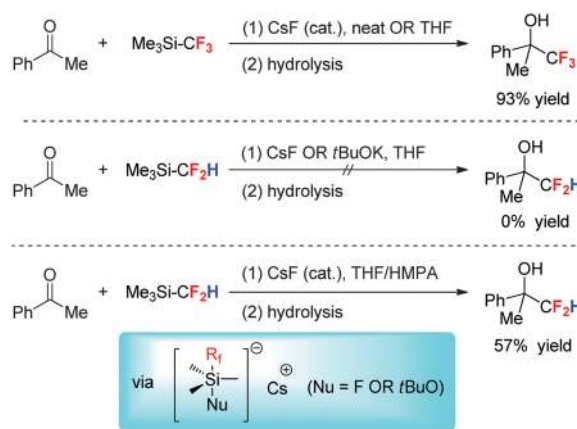 O
Ph Me + Me₃Si-CF₃ (1) CsF (cat.), neat OR THF
(2) hydrolysis
OH
Ph CF₃
Me
93% yield
O
Ph Me + Me₃Si-CF₂H (1) CsF OR tBuOK, THF
(2) hydrolysis
OH
Ph CF₂H
Me
0% yield
O
Ph Me + Me₃Si-CF₂H (1) CsF (cat.), THF/HMPA
(2) hydrolysis
OH
Ph CF₂H
Me
57% yield
R_f ⊖
via Si Cs⊕ (Nu = F OR tBuO)
Nu